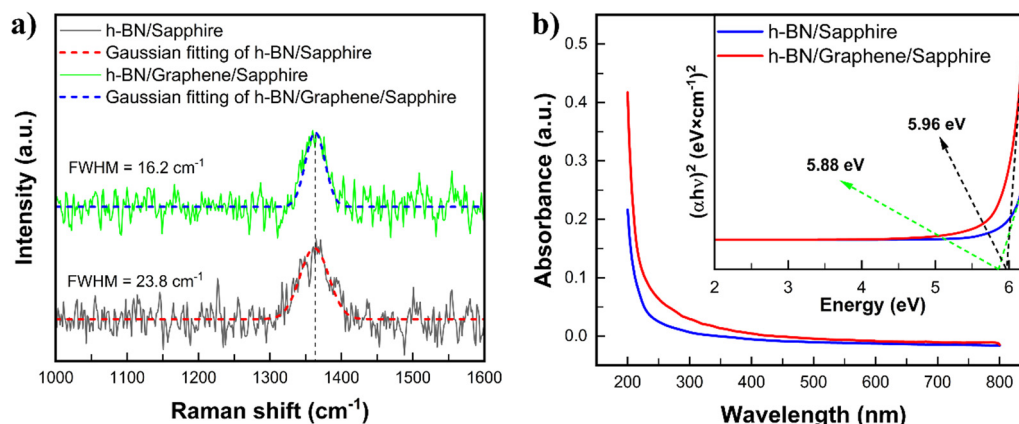 a)
h-BN/Sapphire
Gaussian fitting of h-BN/Sapphire
h-BN/Graphene/Sapphire
Gaussian fitting of h-BN/Graphene/Sapphire
FWHM = 16.2 cm⁻¹
FWHM = 23.8 cm⁻¹
Intensity (a.u.)
1000 1100 1200 1300 1400 1500 1600
Raman shift (cm⁻¹)
b)
0.5
0.4
0.3
0.2
0.1
0.0
Absorbance (a.u.)
h-BN/Sapphire
h-BN/Graphene/Sapphire
(αhν)² (eV×cm⁻¹)²
5.96 eV
5.88 eV
2 3 4 5 6
Energy (eV)
200 300 400 500 600 700 800
Wavelength (nm)